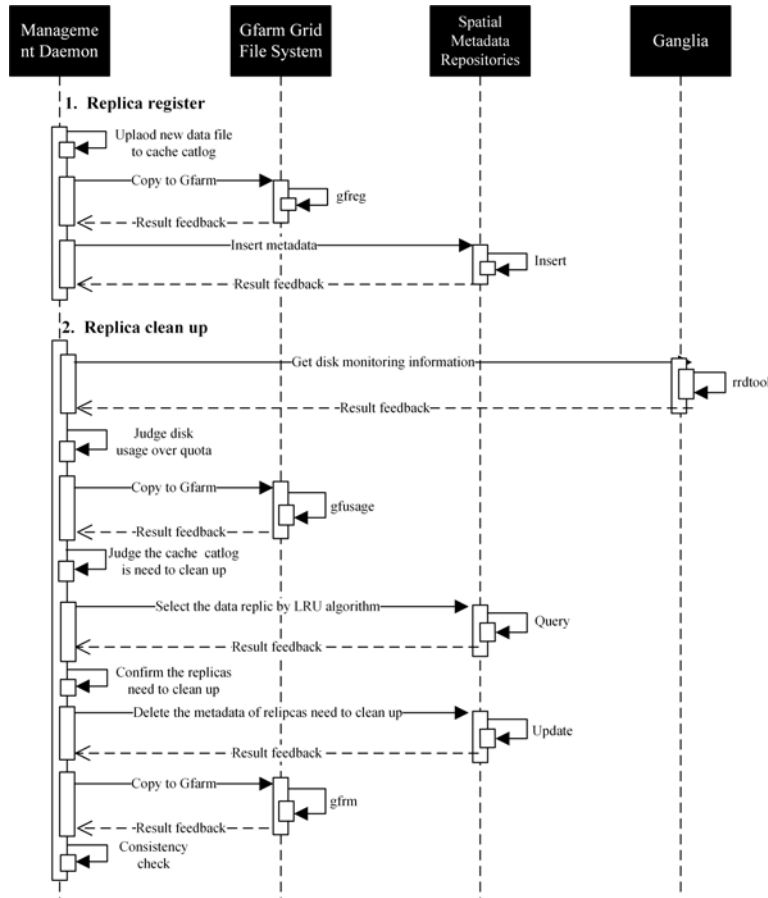 Manageme
nt Daemon
Gfarm Grid
File System
Spatial
Metadata
Repositories
Ganglia
1. Replica register
Uplaod new data file
to cache catlog
Copy to Gfarm
gfreg
Result feedback
Insert metadata
Insert
Result feedback
2. Replica clean up
Get disk monitoring information
rrdtool
Result feedback
Judge disk
usage over quota
Copy to Gfarm
gfusage
Result feedback
Judge the cache catlog
is need to clean up
Select the data replic by LRU algorithm
Query
Result feedback
Confirm the replicas
need to clean up
Delete the metadata of relipcas need to clean up
Update
Result feedback
Copy to Gfarm
gfrm
Result feedback
Consistency
check